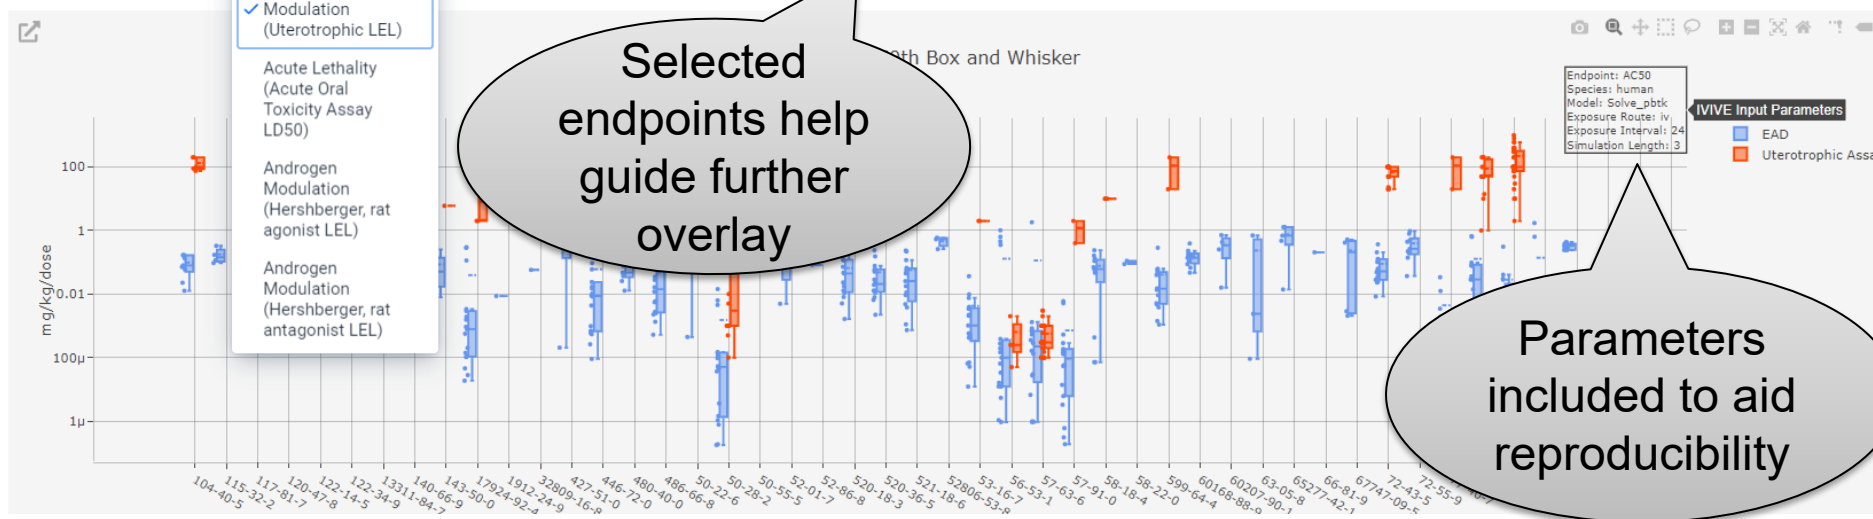 Modulation
(Uterotrophic LEL)
Acute Lethality
(Acute Oral
Toxicity Assay
LD50)
Androgen
Modulation
(Hershberger, rat
agonist LEL)
Androgen
Modulation
(Hershberger, rat
antagonist LEL)
Selected
endpoints help
guide further
overlay
Box and Whisker
Endpoint: AC50
Species: human
Model: Solve_pbtk
Exposure Route: iv
Exposure Interval: 24
Simulation Length: 3
IVIVE Input Parameters
EAD
Uterotrophic Assa
Parameters
included to aid
reproducibility
mg/kg/dose
100
1
0.01
100μ
1μ
104-40-5
115-32-2
117-81-7
120-47-8
122-14-5
122-34-9
13311-84-7
140-66-9
143-50-0
17924-92-4
1912-24-9
32809-16-8
427-51-0
446-72-0
480-40-0
486-66-8
50-22-6
50-28-2
50-55-5
52-01-7
52-86-8
520-18-3
520-36-5
521-18-6
52806-53-8
53-16-7
56-53-1
57-63-6
57-91-0
58-18-4
58-22-0
599-64-4
60168-88-9
60207-90-1
63-05-8
65277-42-1
66-81-9
67747-09-5
72-43-5
72-55-9